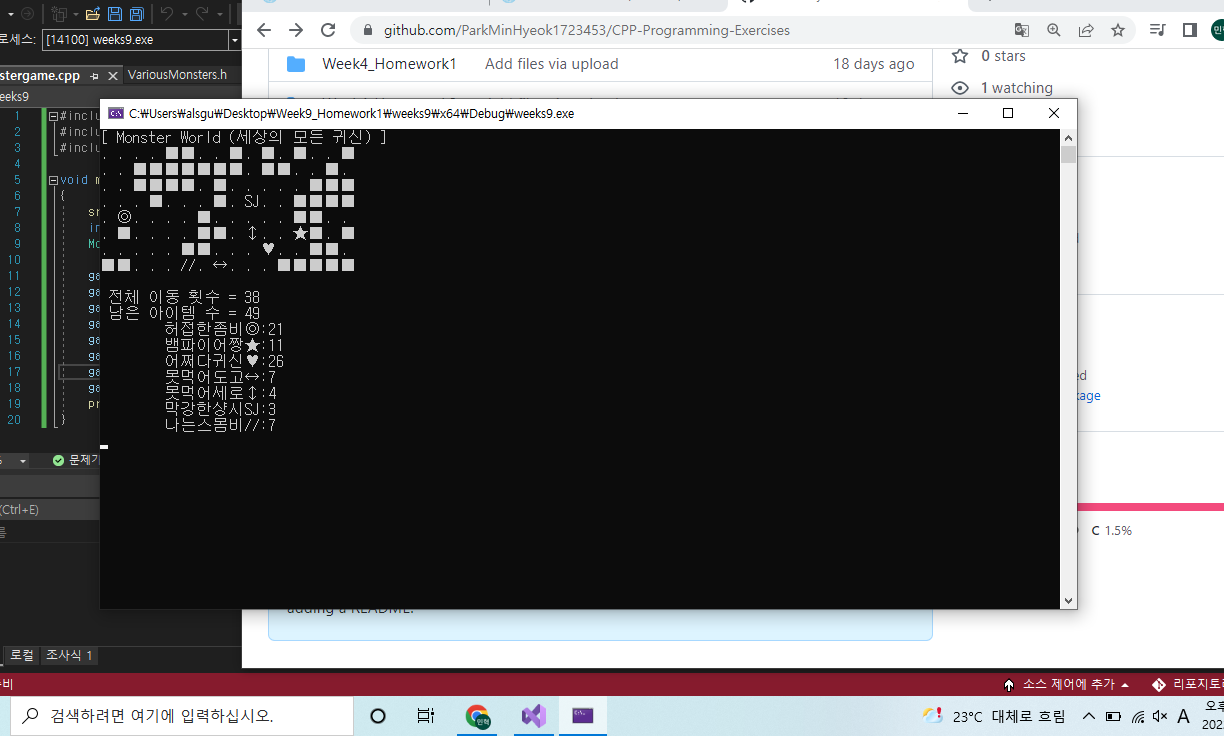 로세스: [14100] weeks9.exe
stergame.cpp
VariousMonsters.h
eeks9
1 #inclu
2 #inclu
3 #inclu
4
5 void m
6 {
7 sr
8 in
9 Mo
10
11 ga
12 ga
13 ga
14 ga
15 ga
16 ga
17 ga
18 ga
19 pr
20 }
문제가
(Ctrl+E)
로컬 조사식 1
github.com/ParkMinHyeok1723453/CPP-Programming-Exercises
Week4_Homework1 Add files via upload 18 days ago
0 stars
1 watching
C:\Users\alsgu\Desktop\Week9_Homework1\weeks9\x64\Debug\weeks9.exe
[ Monster World (세상의 모든 귀신) ]
. . . . ■■. . ■. ■. ■. . ■
. . ■■■■■■■. ■■. . ■.
. . ■■■■. ■. . . . . ■■■
. . . ■. . . ■. SJ. . ■■■■
. ◎. . . . ■. . . . . ■■. .
. ■. . . . ■■. ↕. . ★■. ■
. . . . . ■■. . . ♥. . ■■.
■■. . . //. ↔. . . ■■■■■
전체 이동 횟수 = 38
남은 아이템 수 = 49
허접한좀비◎:21
뱀파이어짱★:11
어쩌다귀신♥:26
못먹어도고↔:7
못먹어세로↕:4
막강한샹시SJ:3
나는스몸비//:7
ed
kage
C 1.5%
adding a README.
비
소스 제어에 추가
리포지토리
검색하려면 여기에 입력하십시오.
민혁
23°C 대체로 흐림
A
오후
202